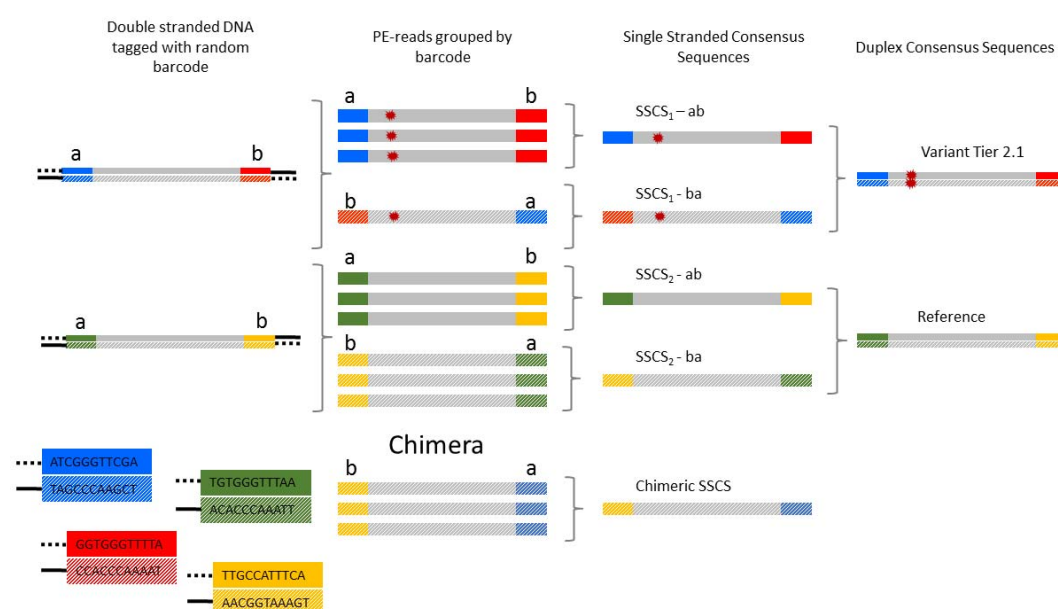 Double stranded DNA
tagged with random
barcode
PE-reads grouped by
barcode
Single Stranded Consensus
Sequences
Duplex Consensus Sequences
a b
a b
SSCS₁ – ab
Variant Tier 2.1
b a
SSCS₁ - ba
a b
SSCS₂ - ab
a b
Reference
b a
SSCS₂ - ba
Chimera
b a
Chimeric SSCS
ATCGGGTTCGA
TAGCCCAAGCT
TGTGGGTTTAA
ACACCCAAATT
GGTGGGTTTTA
CCACCCAAAAT
TTGCCATTTCA
AACGGTAAAGT